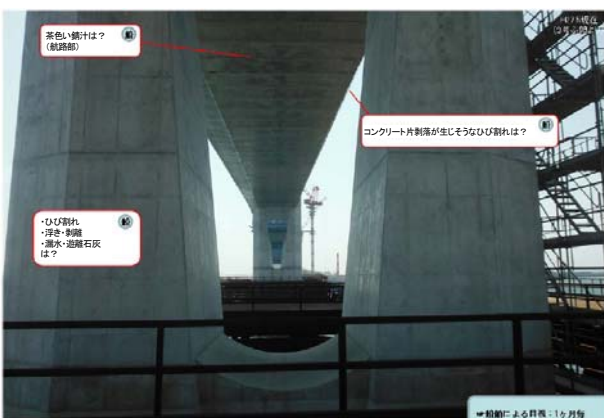 茶色い錆汁は？
（航路部）
コンクリート片剥落が生じそうなひび割れは？
・ひび割れ
・浮き・剥離
・漏水・遊離石灰
は？
船舶による目視：1ヶ月毎